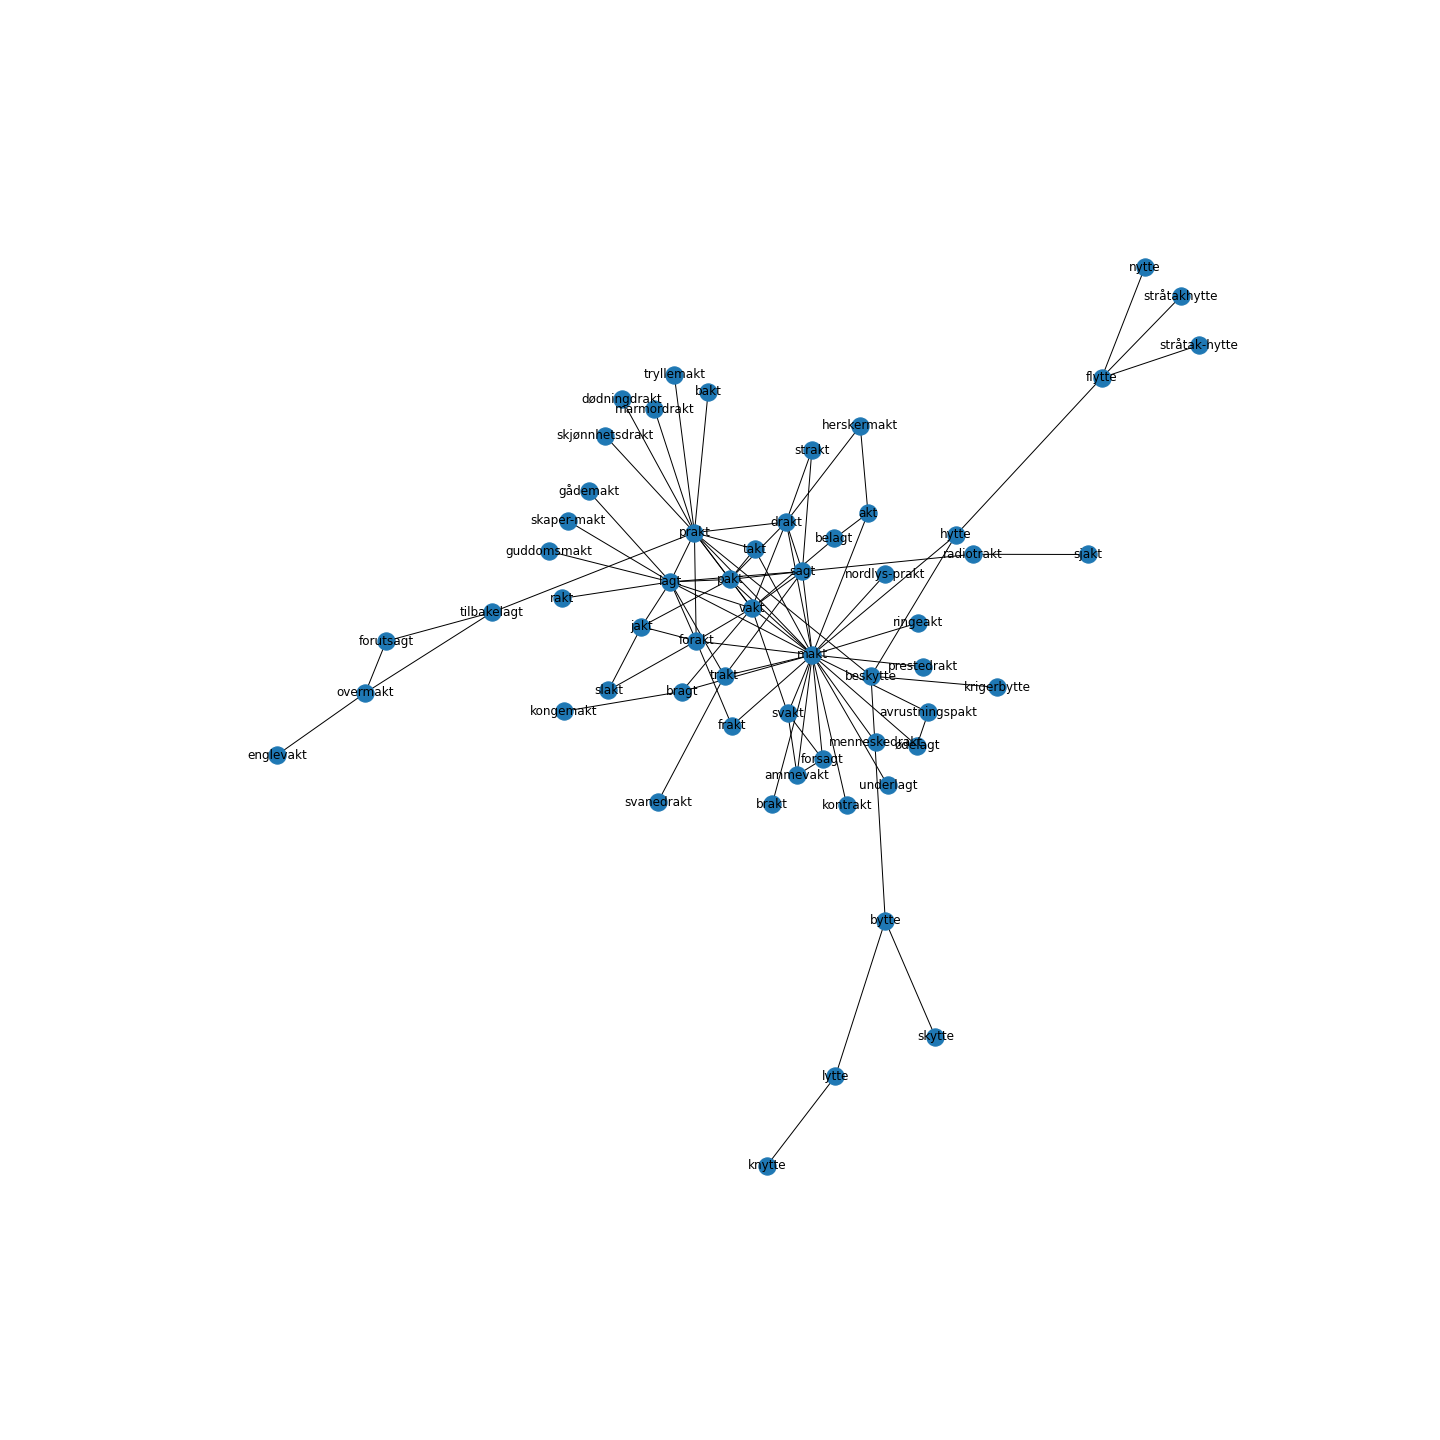 nytte
stråtakhytte
stråtak-hytte
flytte
tryllemakt
bakt
dødningdrakt
marmordrakt
skjønnhetsdrakt
herskermakt
strakt
gådemakt
skaper-makt
drakt
akt
prakt
hytte
belagt
guddomsmakt
takt
radiotrakt
sjakt
lagt
pakt
sagt
nordlys-prakt
rakt
vakt
tilbakelagt
ringeakt
jakt
forakt
forutsagt
makt
prestedrakt
trakt
beskytte
krigerbytte
slakt
bragt
overmakt
kongemakt
svakt
avrustningspakt
frakt
menneskedrakt
ødelagt
englevakt
forsagt
ammevakt
underlagt
svanedrakt
brakt
kontrakt
bytte
skytte
lytte
knytte